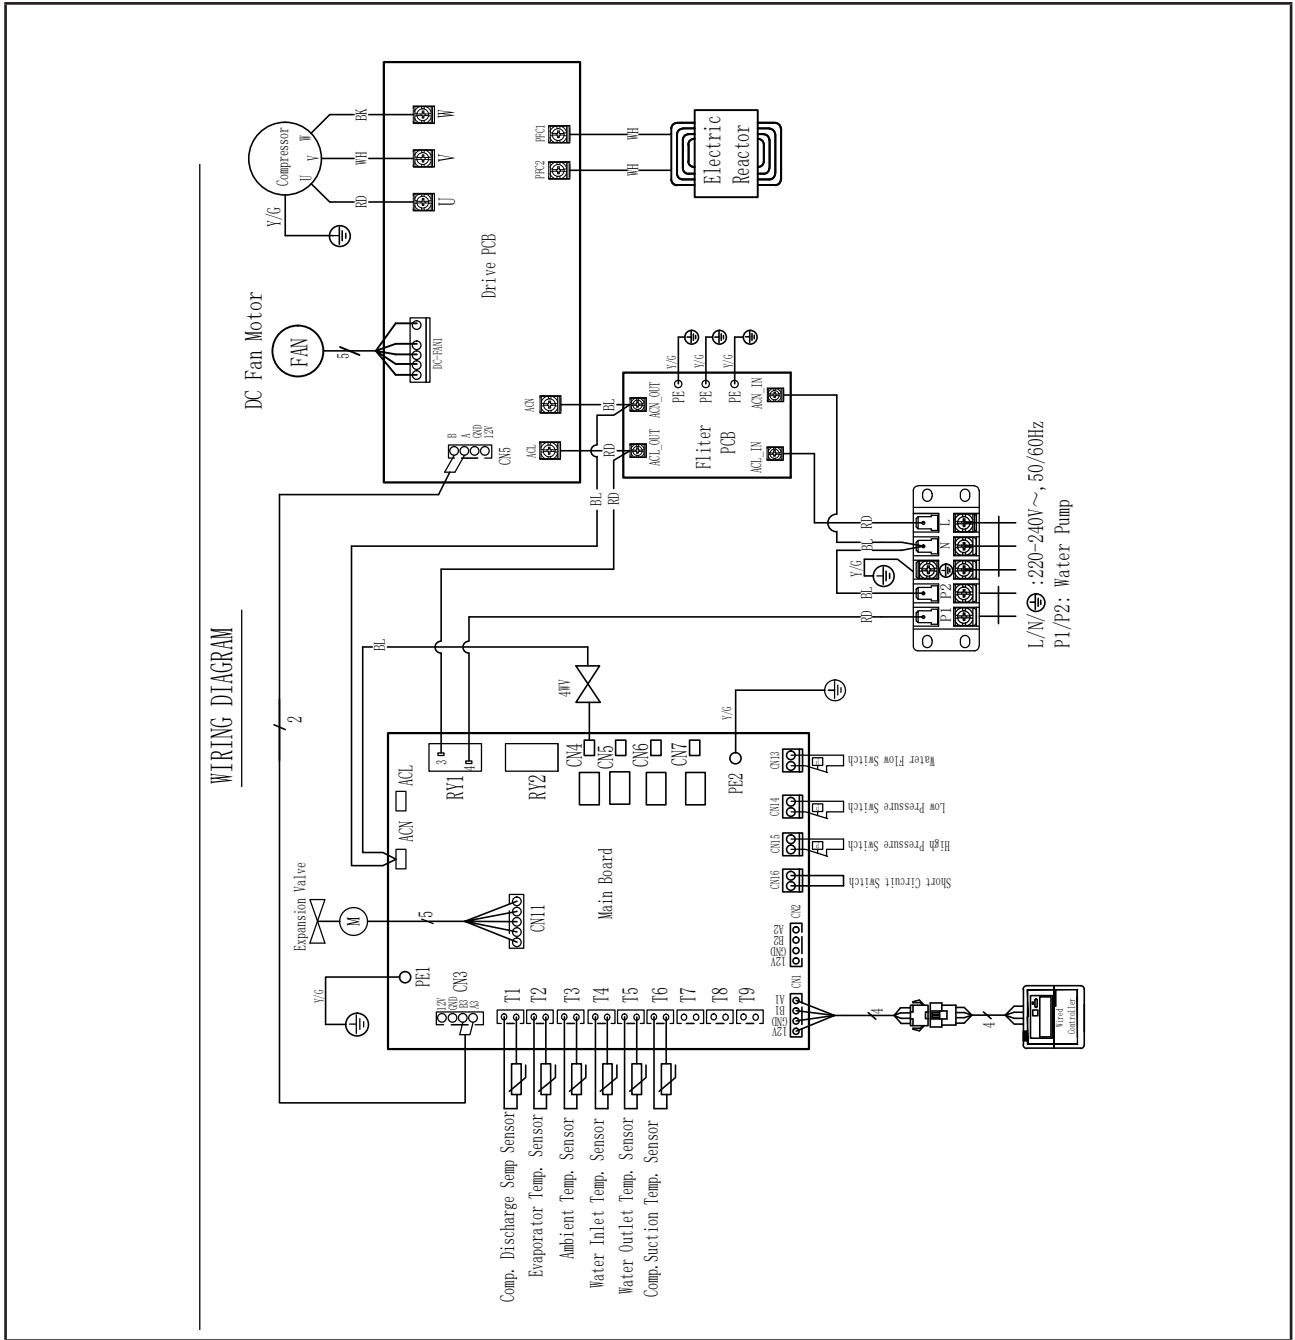 WIRING DIAGRAM
Compressor
U
V
W
Y/G
RD
WH
BK
U
V
W
DC Fan Motor
FAN
5
DC-FAN1
Drive PCB
PFC1
PFC2
WH
WH
Electric
Reactor
B
A
GND
12V
CN5
ACN
ACL
BL
RD
BL
RD
ACN_OUT
ACL_OUT
Fliter
PCB
PE
PE
PE
Y/G
Y/G
Y/G
ACN_IN
ACL_IN
RD
BL
Y/G
BL
RD
L
N
P2
P1
L/N/⏚:220-240V~,50/60Hz
P1/P2: Water Pump
2
BL
4WV
Y/G
ACL
ACN
3
4
RY1
RY2
CN4
CN5
CN6
CN7
PE2
Main Board
Expansion Valve
M
5
CN11
PE1
Y/G
12V
GND
B3
A3
CN3
T1
T2
T3
T4
T5
T6
T7
T8
T9
Comp. Discharge Semp Sensor
Evaporator Temp. Sensor
Ambient Temp. Sensor
Water Inlet Temp. Sensor
Water Outlet Temp. Sensor
Comp.Suction Temp. Sensor
CN13
Water Flow Switch
CN14
Low Pressure Switch
CN15
High Pressure Switch
CN16
Short Circuit Switch
CN2
A2
B2
GND
12V
CN1
A1
B1
GND
12V
4
4
Wired
Controller